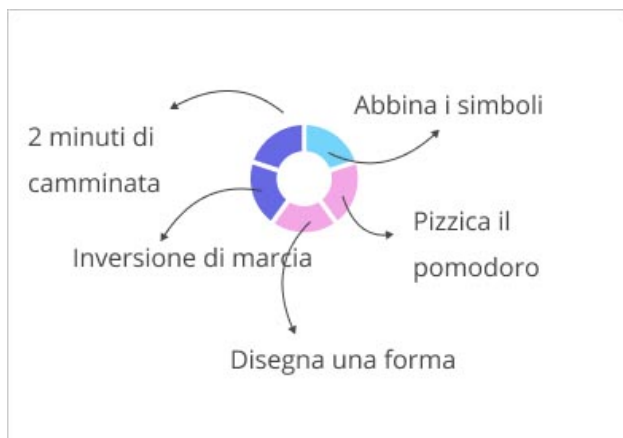 Abbina i simboli
2 minuti di
camminata
Pizzica il
pomodoro
Inversione di marcia
Disegna una forma